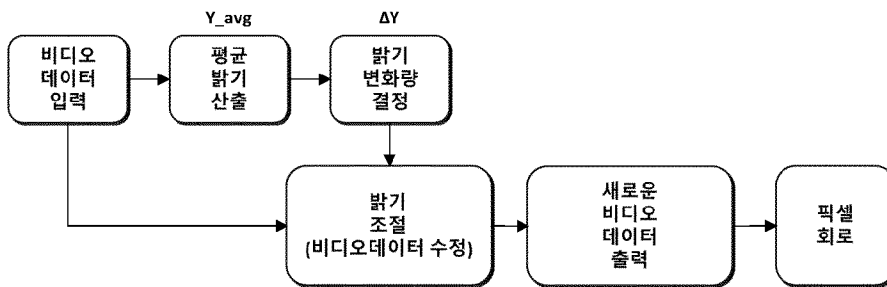 Y_avg
ΔY
비디오
데이터
입력
평균
밝기
산출
밝기
변화량
결정
밝기
조절
(비디오데이터 수정)
새로운
비디오
데이터
출력
픽셀
회로